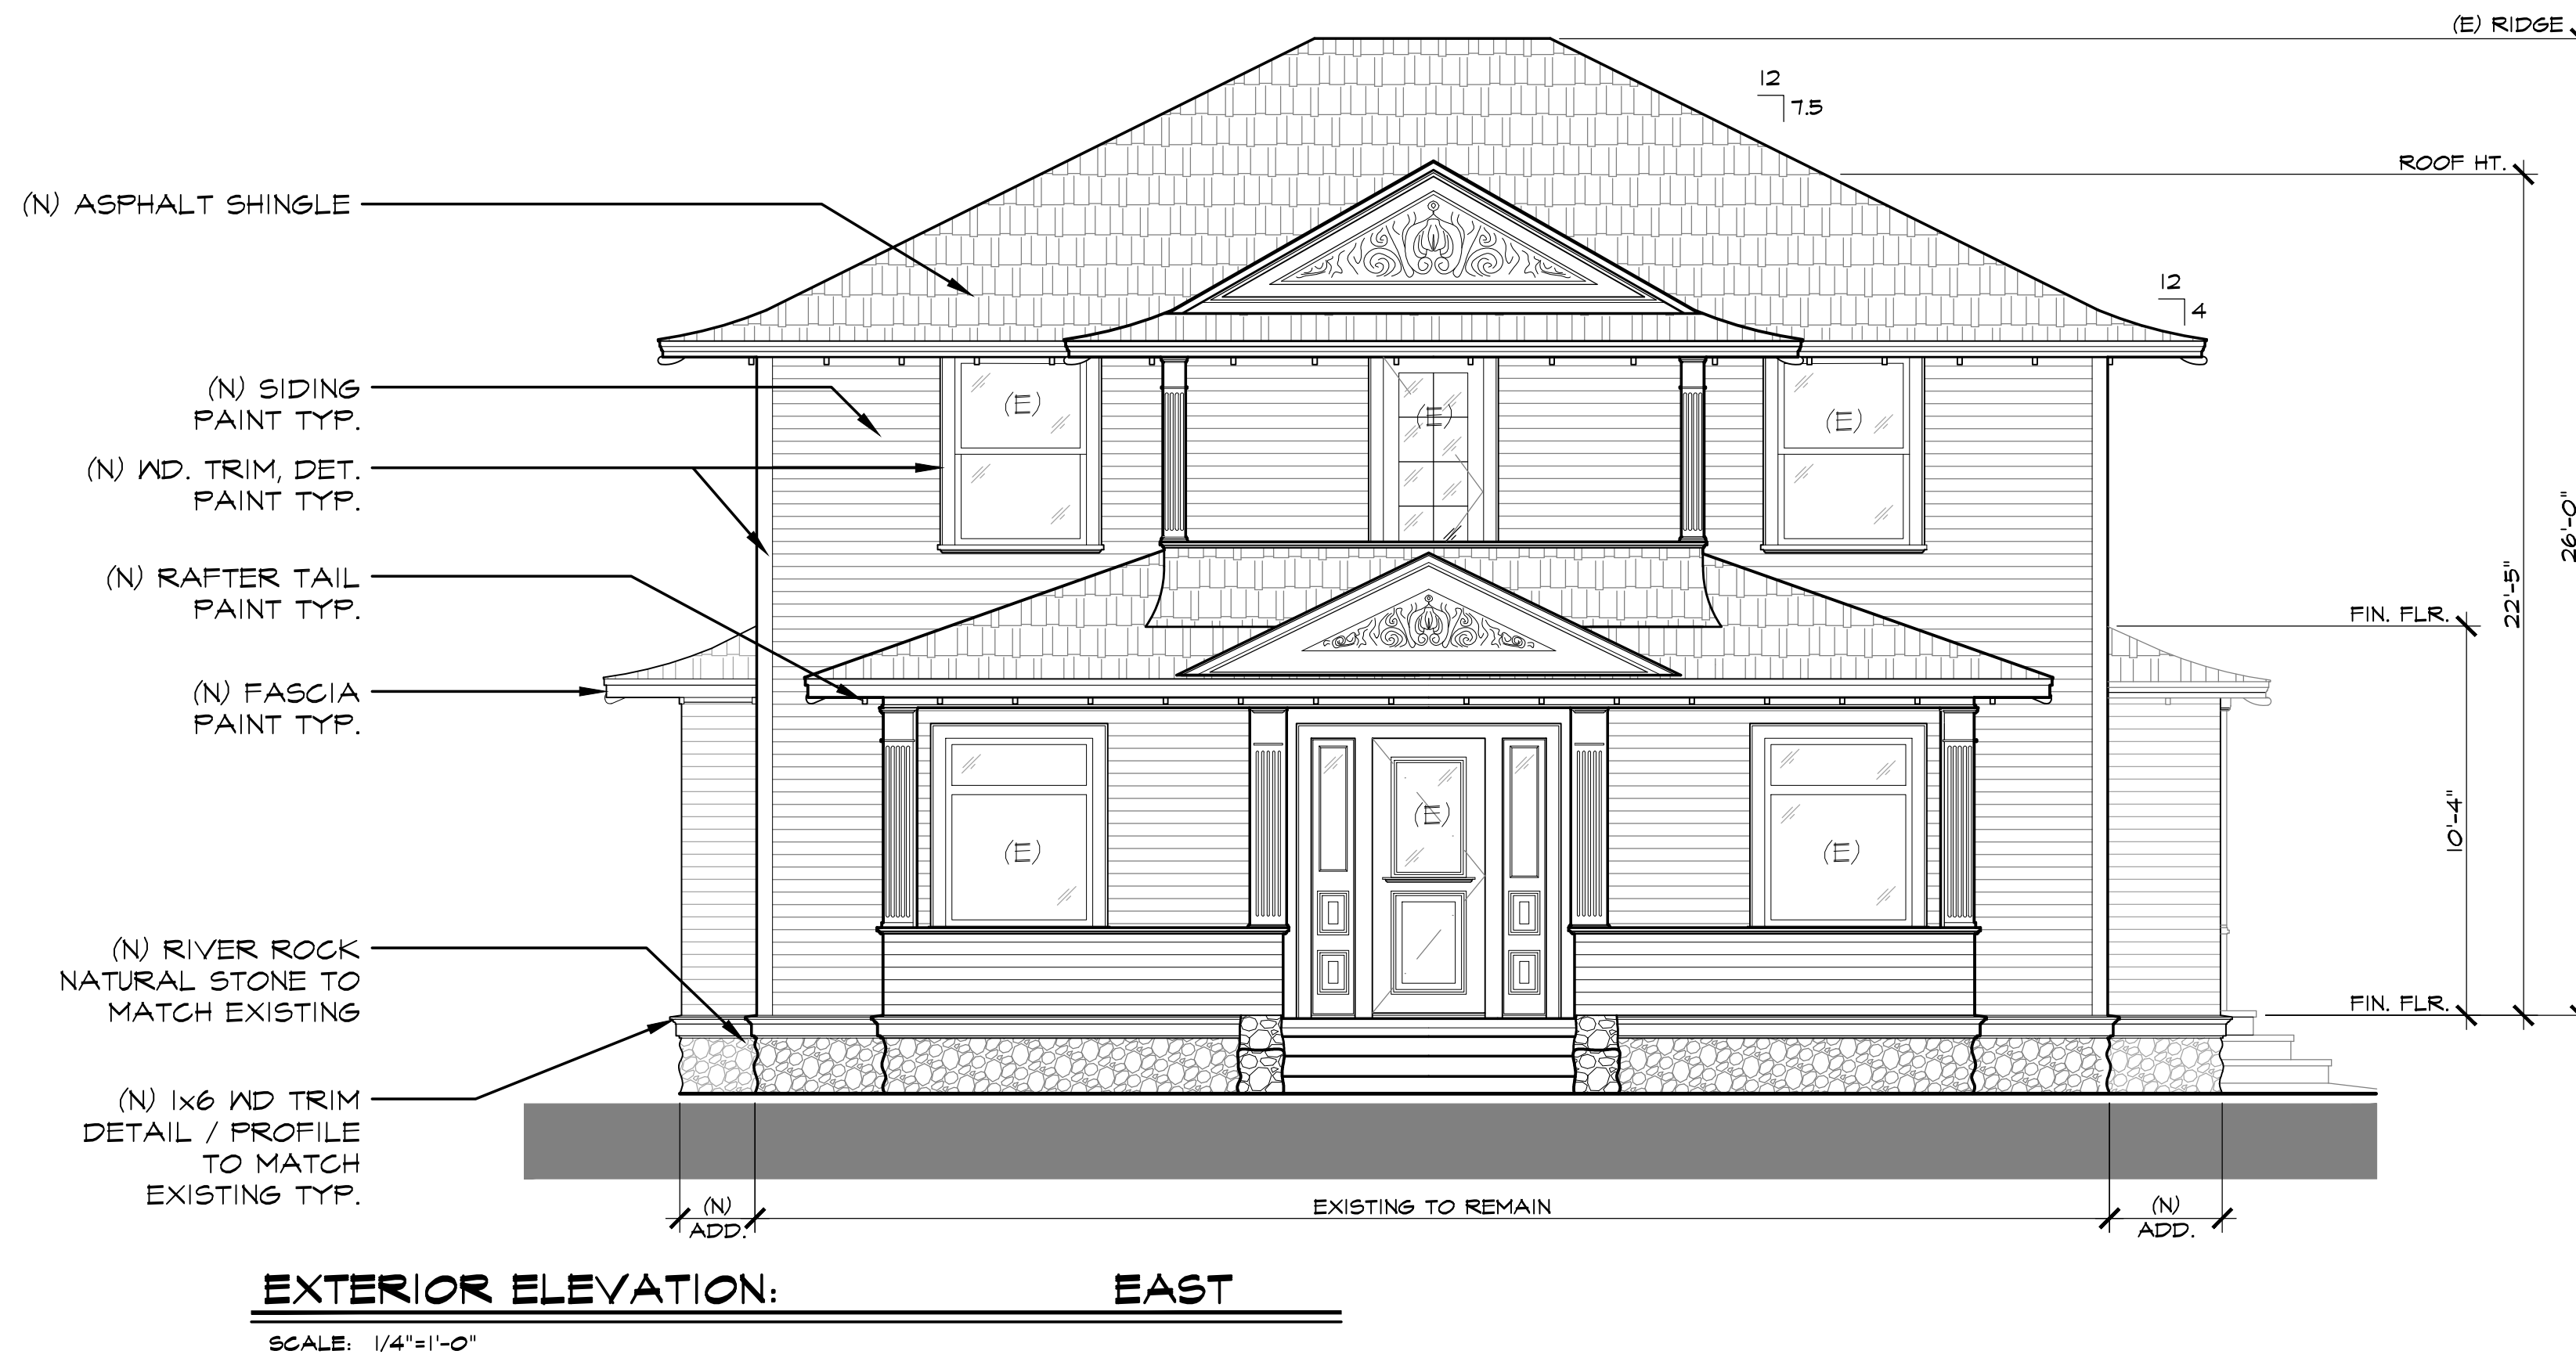 (E) RIDGE
12
7.5
ROOF HT.
(N) ASPHALT SHINGLE
12
4
(N) SIDING
PAINT TYP.
(E)
(E)
(E)
(N) WD. TRIM, DET.
PAINT TYP.
26'-0"
(N) RAFTER TAIL
PAINT TYP.
22'-5"
FIN. FLR.
(N) FASCIA
PAINT TYP.
10'-4"
(E)
(E)
(E)
(N) RIVER ROCK
NATURAL STONE TO
MATCH EXISTING
FIN. FLR.
(N) 1x6 WD TRIM
DETAIL / PROFILE
TO MATCH
EXISTING TYP.
(N)
ADD.
EXISTING TO REMAIN
(N)
ADD.
EXTERIOR ELEVATION: EAST
SCALE: 1/4"=1'-0"